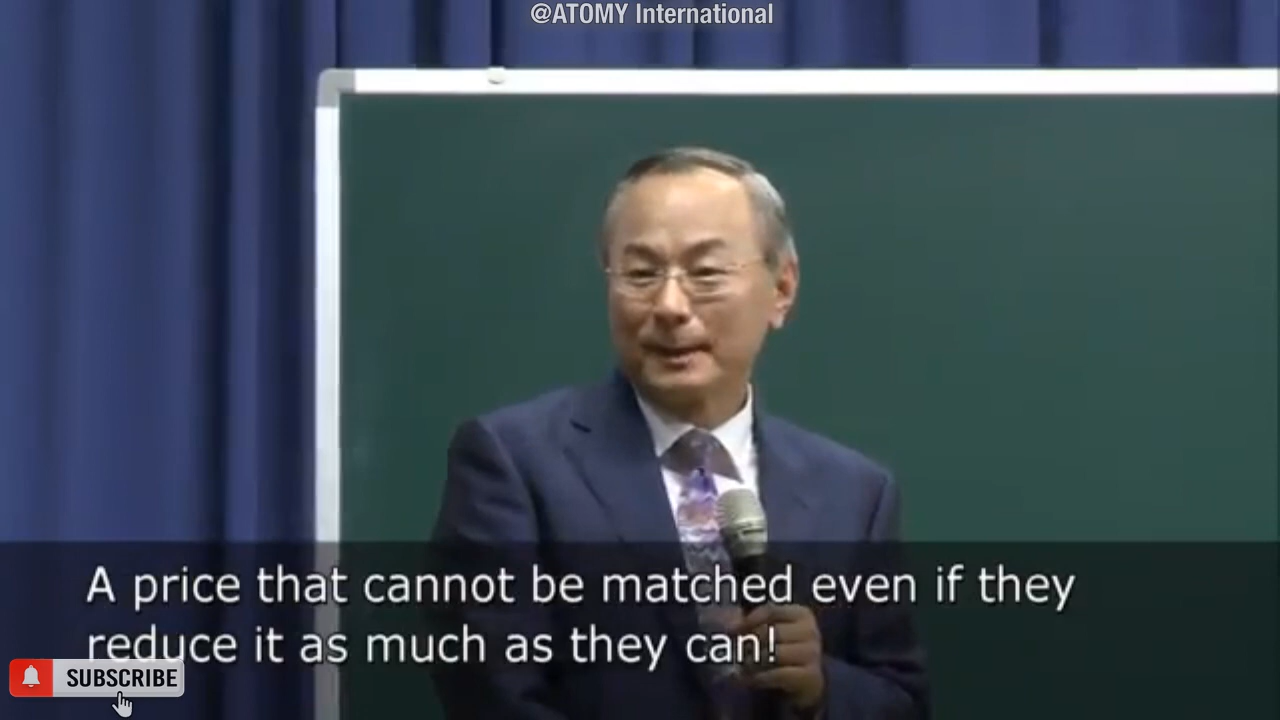 @ATOMY International
A price that cannot be matched even if they
reduce it as much as they can!
SUBSCRIBE